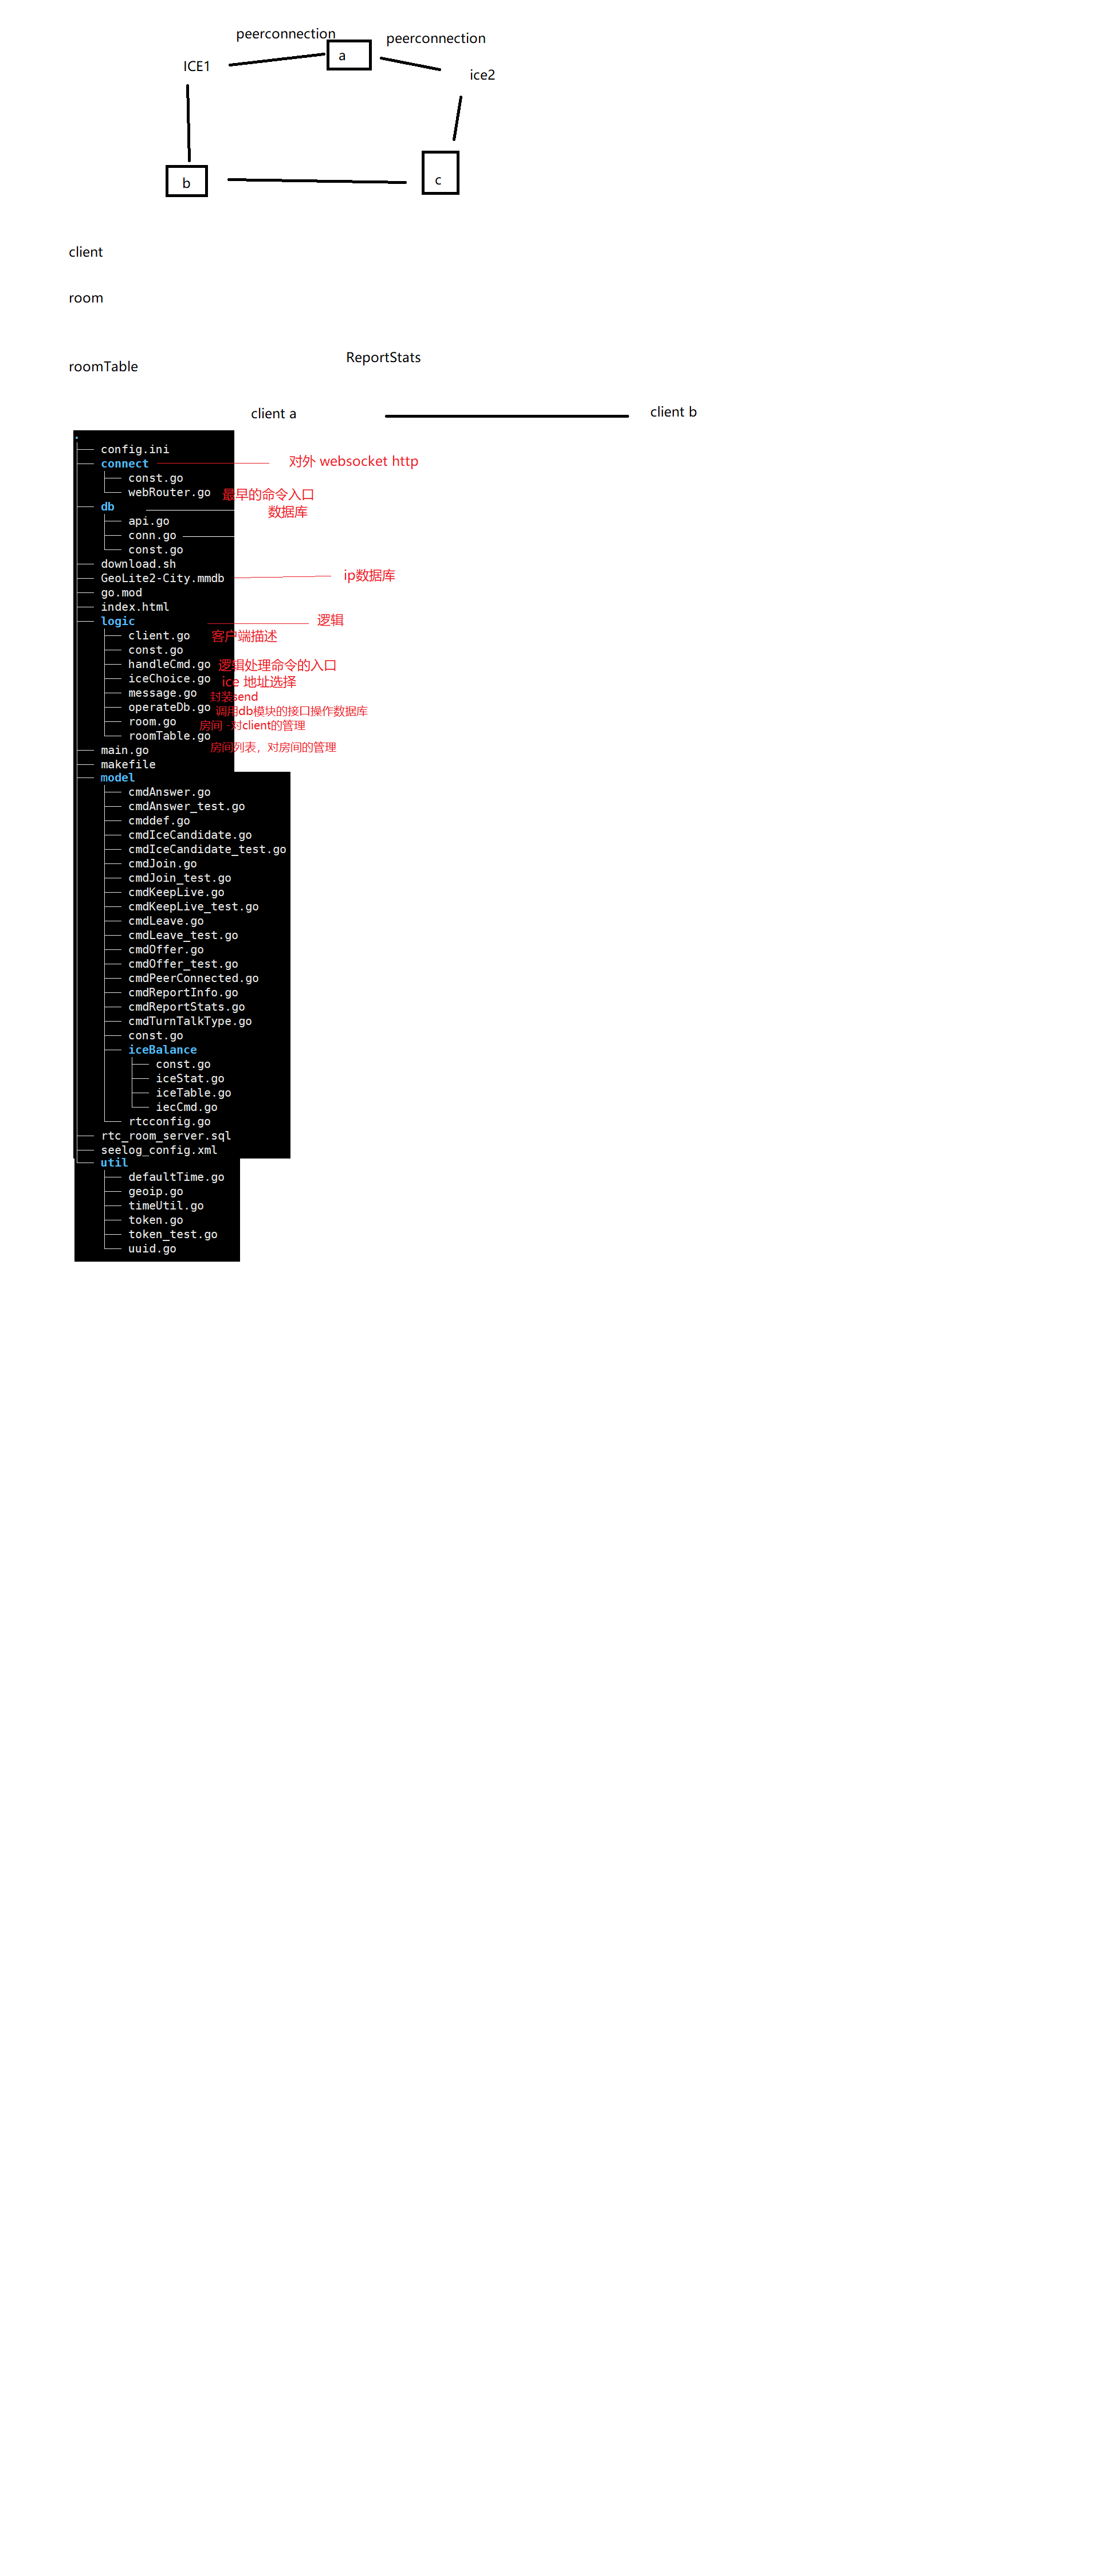 peerconnection
peerconnection
a
ICE1
ice2
b
c
client
room
ReportStats
roomTable
client a
client b
.
config.ini
connect
对外 websocket http
const.go
webRouter.go
最早的命令入口
db
数据库
api.go
conn.go
const.go
download.sh
GeoLite2-City.mmdb
ip数据库
go.mod
index.html
logic
逻辑
client.go
客户端描述
const.go
handleCmd.go
逻辑处理命令的入口
iceChoice.go
ice 地址选择
message.go
封装send
operateDb.go
调用db模块的接口操作数据库
room.go
房间 -对client的管理
roomTable.go
房间列表，对房间的管理
main.go
makefile
model
cmdAnswer.go
cmdAnswer_test.go
cmddef.go
cmdIceCandidate.go
cmdIceCandidate_test.go
cmdJoin.go
cmdJoin_test.go
cmdKeepLive.go
cmdKeepLive_test.go
cmdLeave.go
cmdLeave_test.go
cmdOffer.go
cmdOffer_test.go
cmdPeerConnected.go
cmdReportInfo.go
cmdReportStats.go
cmdTurnTalkType.go
const.go
iceBalance
const.go
iceStat.go
iceTable.go
iecCmd.go
rtcconfig.go
rtc_room_server.sql
seelog_config.xml
util
defaultTime.go
geoip.go
timeUtil.go
token.go
token_test.go
uuid.go